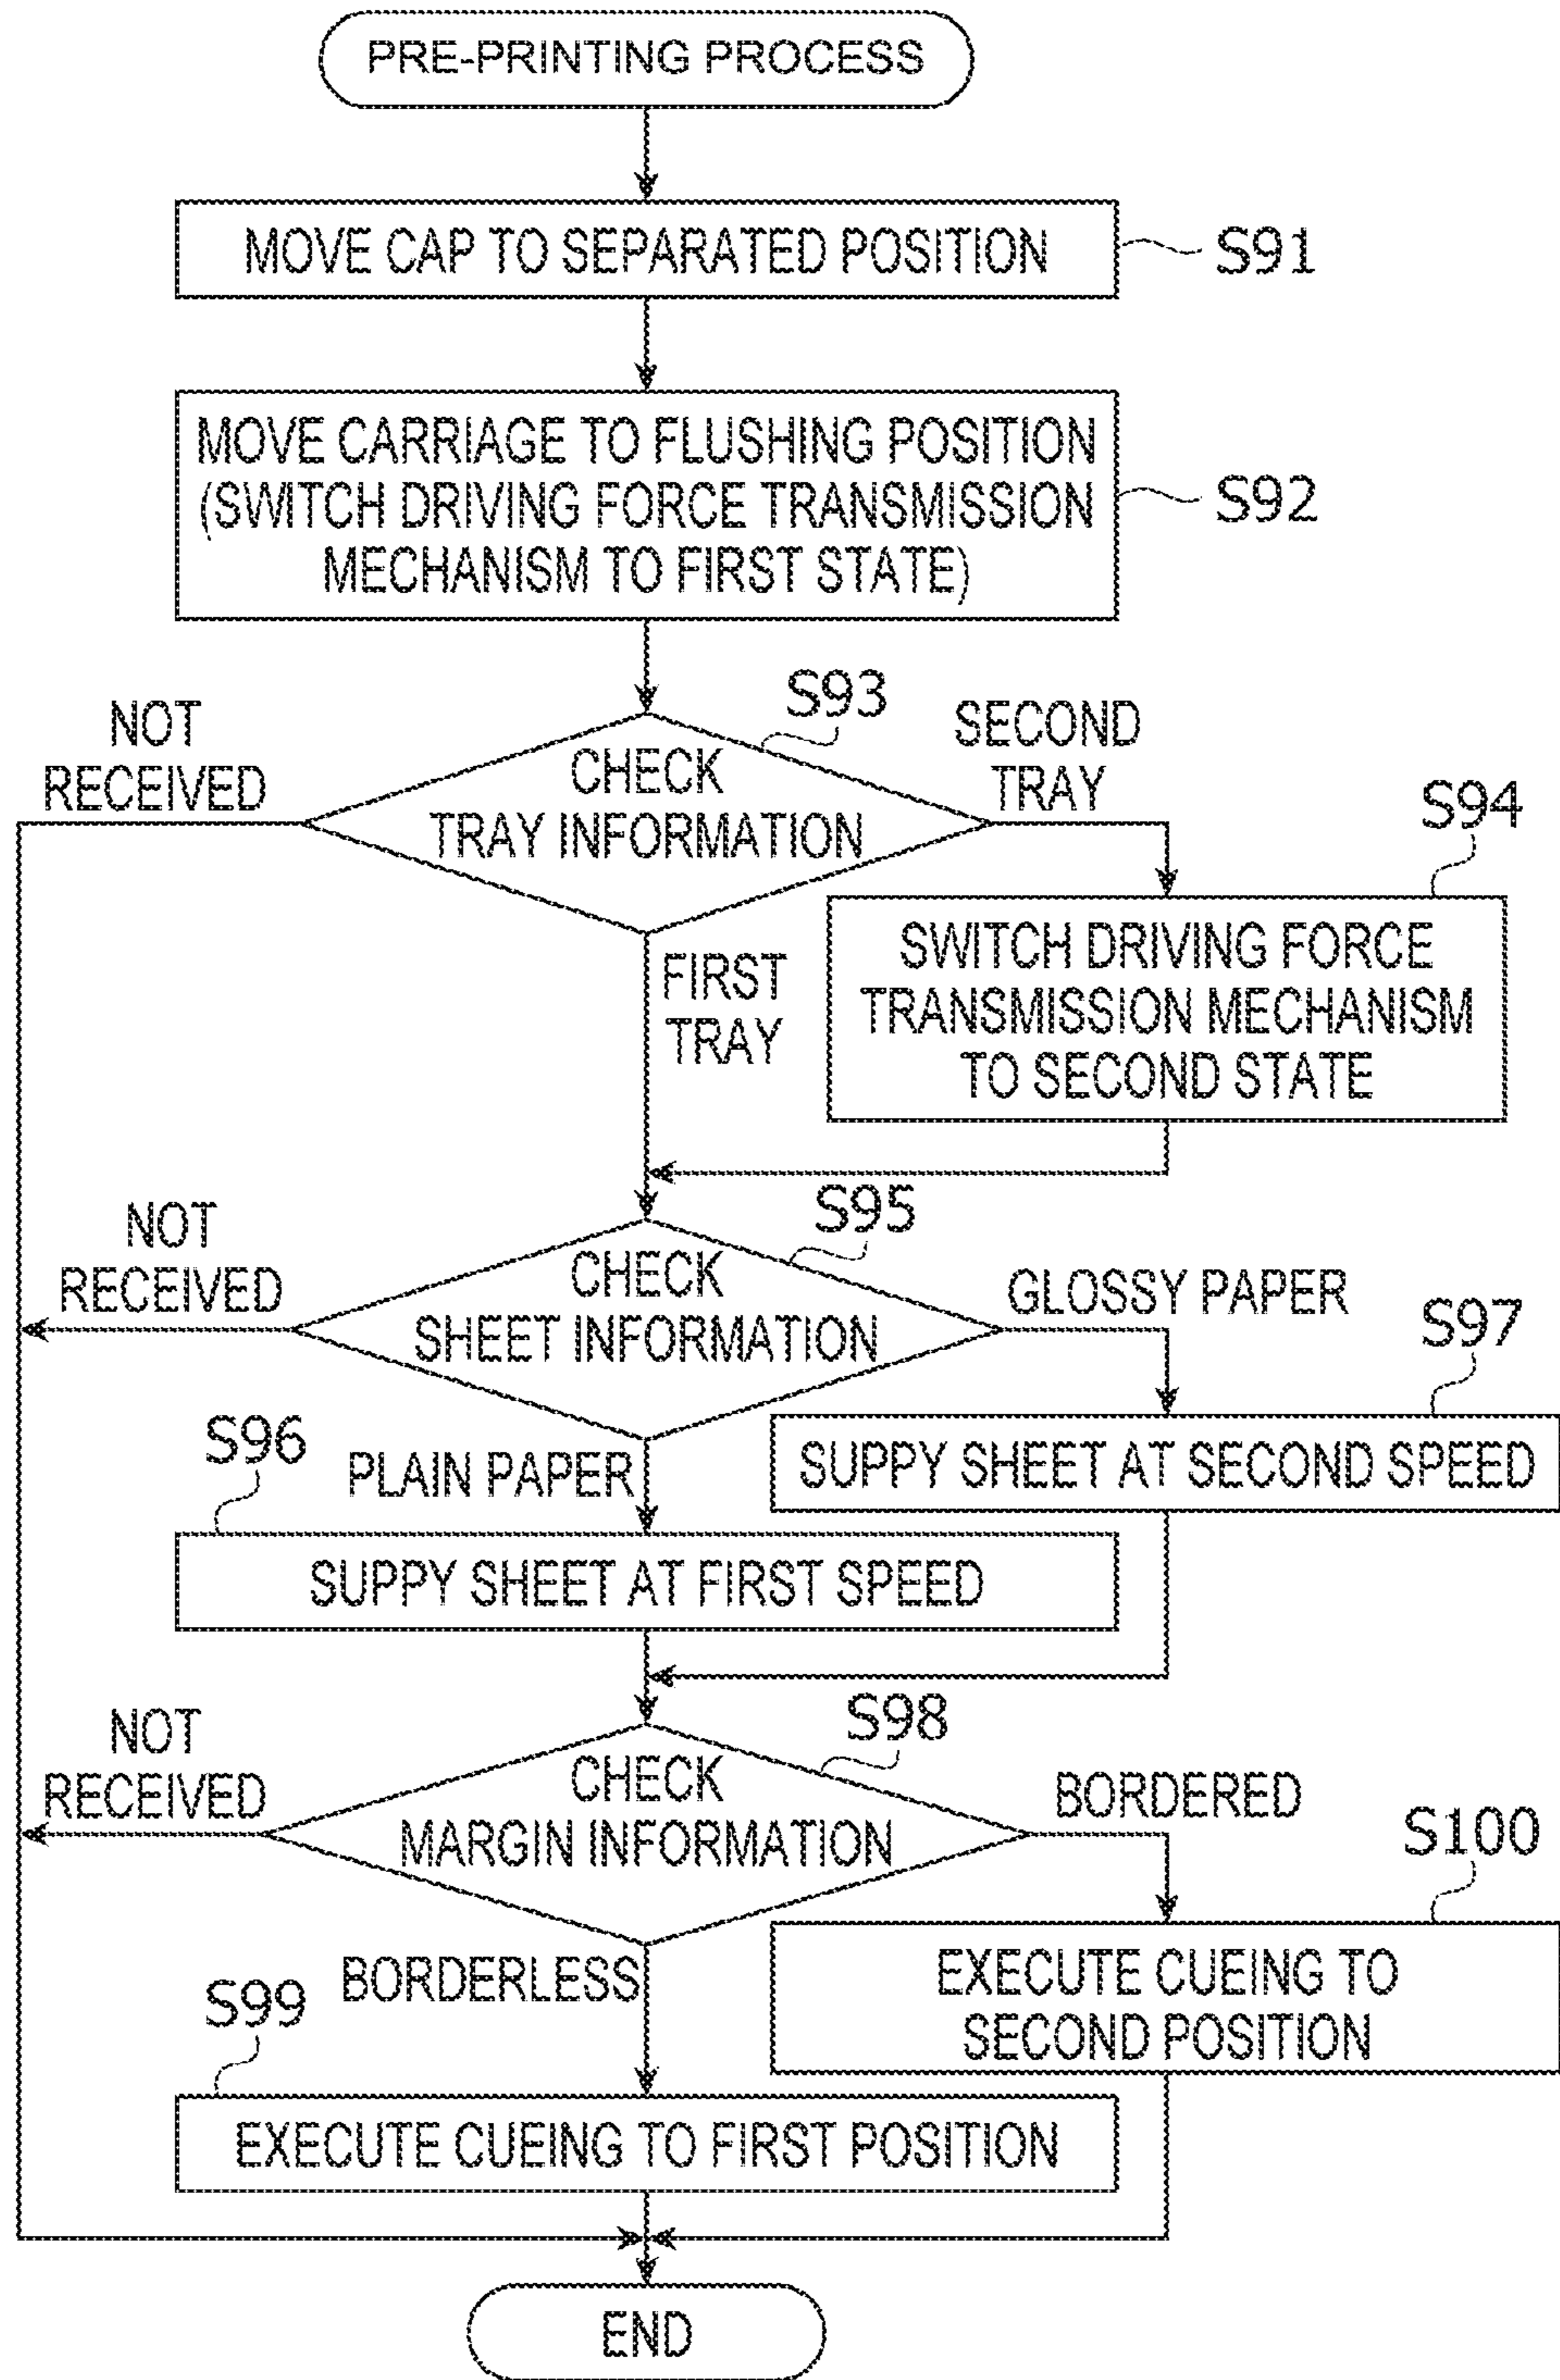 PRE-PRINTING PROCESS
MOVE CAP TO SEPARATED POSITION
S91
MOVE CARRIAGE TO FLUSHING POSITION
(SWITCH DRIVING FORCE TRANSMISSION
MECHANISM TO FIRST STATE)
S92
S93
NOT
RECEIVED
CHECK
TRAY INFORMATION
SECOND
TRAY
S94
FIRST
TRAY
SWITCH DRIVING FORCE
TRANSMISSION MECHANISM
TO SECOND STATE
S95
NOT
RECEIVED
CHECK
SHEET INFORMATION
GLOSSY PAPER
S97
S96
PLAIN PAPER
SUPPY SHEET AT SECOND SPEED
SUPPY SHEET AT FIRST SPEED
S98
NOT
RECEIVED
CHECK
MARGIN INFORMATION
BORDERED
S100
S99
BORDERLESS
EXECUTE CUEING TO
SECOND POSITION
EXECUTE CUEING TO FIRST POSITION
END